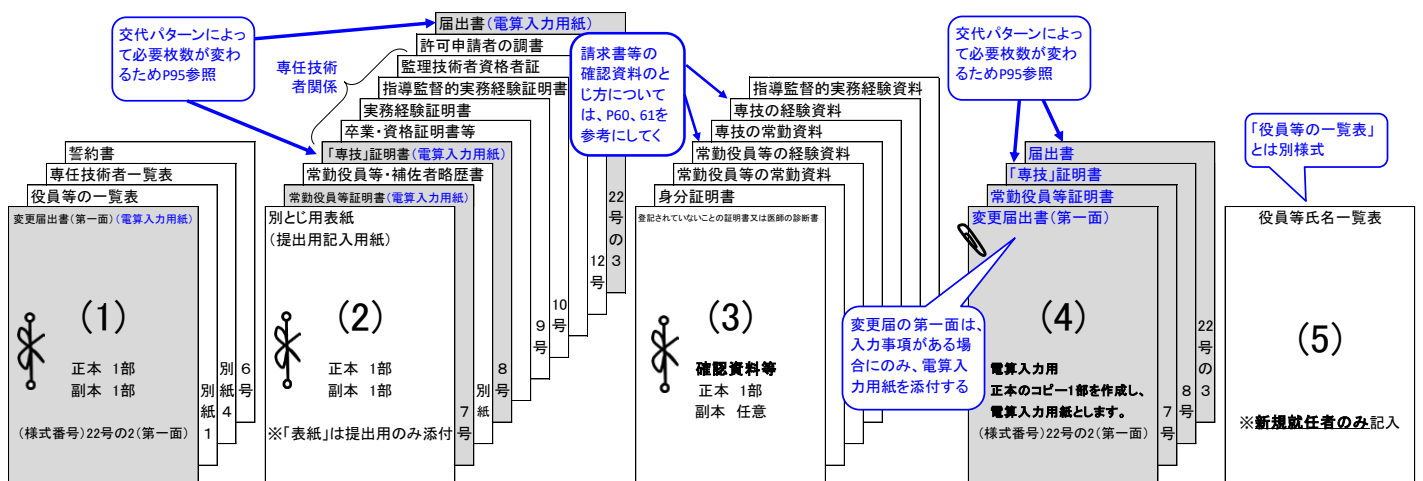 交代パターンによっ
て必要枚数が変わ
るためP95参照
専任技術
者関係
届出書(電算入力用紙)
許可申請者の調書
監理技術者資格者証
指導監督的実務経験証明書
実務経験証明書
卒業・資格証明書等
「専技」証明書(電算入力用紙)
常勤役員等・補佐者略歴書
常勤役員等証明書(電算入力用紙)
別とじ用表紙
(提出用記入用紙)
(2)
正本 1部
副本 1部
※「表紙」は提出用のみ添付
7号
別紙
8号
9号
10号
12号
22号の3
誓約書
専任技術者一覧表
役員等の一覧表
変更届出書(第一面)(電算入力用紙)
(1)
正本 1部
副本 1部
(様式番号)22号の2(第一面)
別紙1
別紙4
6号
請求書等の
確認資料のと
じ方について
は、P60、61を
参考にしてく
指導監督的実務経験資料
専技の経験資料
専技の常勤資料
常勤役員等の経験資料
常勤役員等の常勤資料
身分証明書
登記されていないことの証明書又は医師の診断書
(3)
確認資料等
正本 1部
副本 任意
交代パターンによっ
て必要枚数が変わ
るためP95参照
届出書
「専技」証明書
常勤役員等証明書
変更届出書(第一面)
(4)
電算入力用
正本のコピー1部を作成し、
電算入力用紙とします。
(様式番号)22号の2(第一面)
7号
8号
22号の3
変更届の第一面は、
入力事項がある場
合にのみ、電算入
力用紙を添付する
「役員等の一覧表」
とは別様式
役員等氏名一覧表
(5)
※新規就任者のみ記入